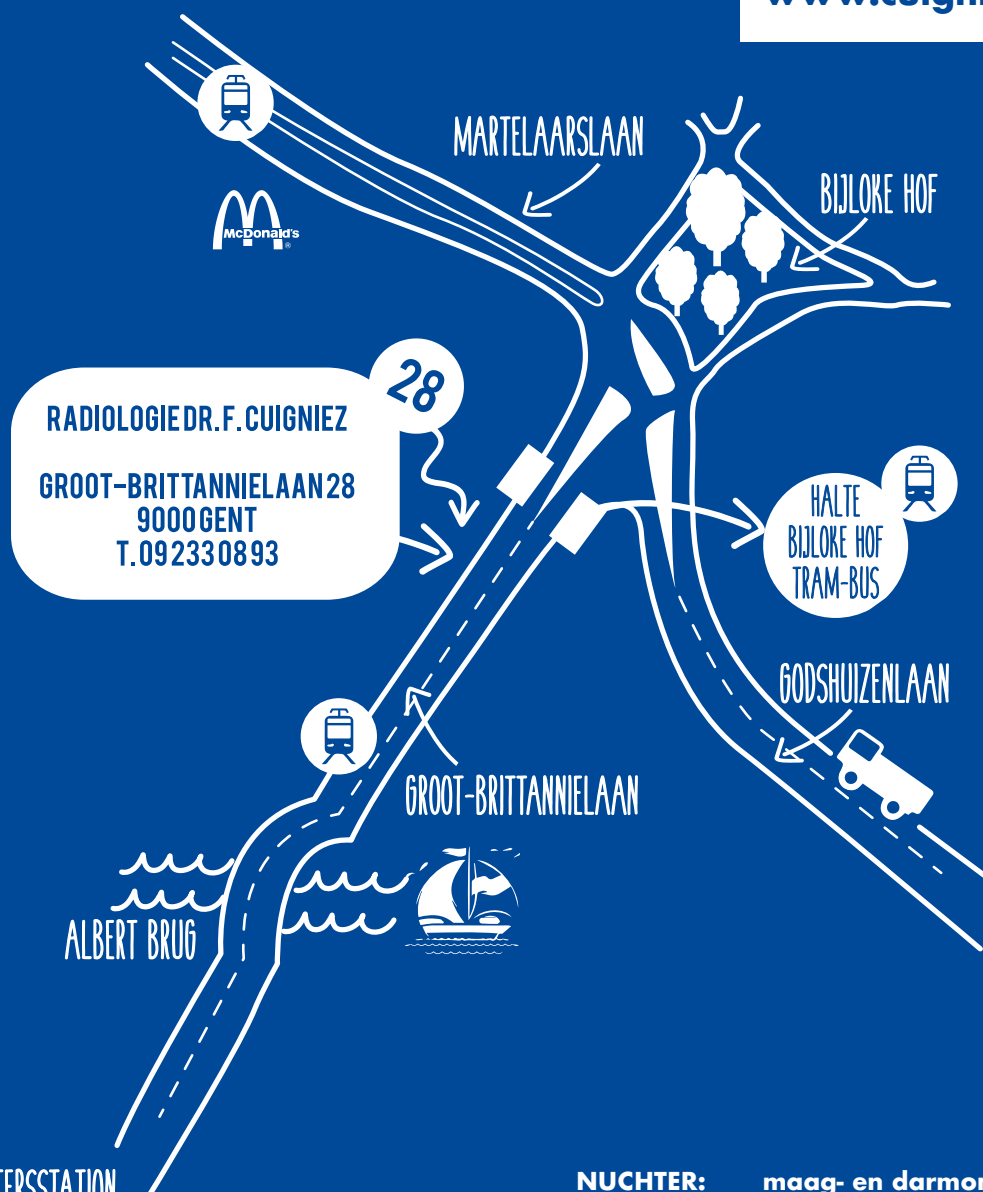 MARTELAARSLAAN
BIJLOKE HOF
McDonald's
28
RADIOLOGIE DR. F. CUIGNIEZ
GROOT-BRITTANNIELAAN 28
9000 GENT
T. 09 233 08 93
HALTE
BIJLOKE HOF
TRAM-BUS
GODSHUIZENLAAN
GROOT-BRITTANNIELAAN
ALBERT BRUG
NUCHTER: maag- en